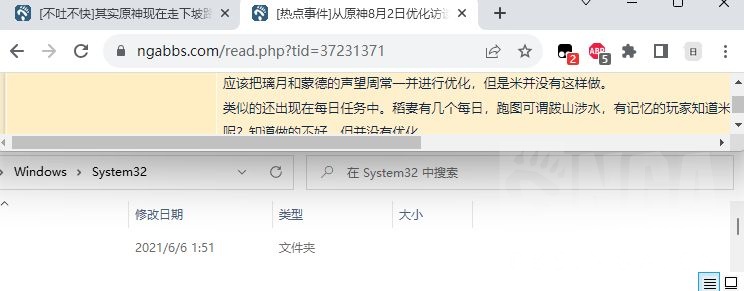 [不吐不快]其实原神现在走下坡路
[热点事件]从原神8月2日优化访谈
ngabbs.com/read.php?tid=37231371
2
5
日
应该把璃月和蒙德的声望周常一并进行优化，但是米并没有这样做。
类似的还出现在每日任务中。稻妻有几个每日，跑图可谓跋山涉水，有记忆的玩家知道米
呢？知道做的不好，但并没有优化
Windows
System32
在 System32 中搜索
修改日期
类型
大小
2021/6/6 1:51
文件夹